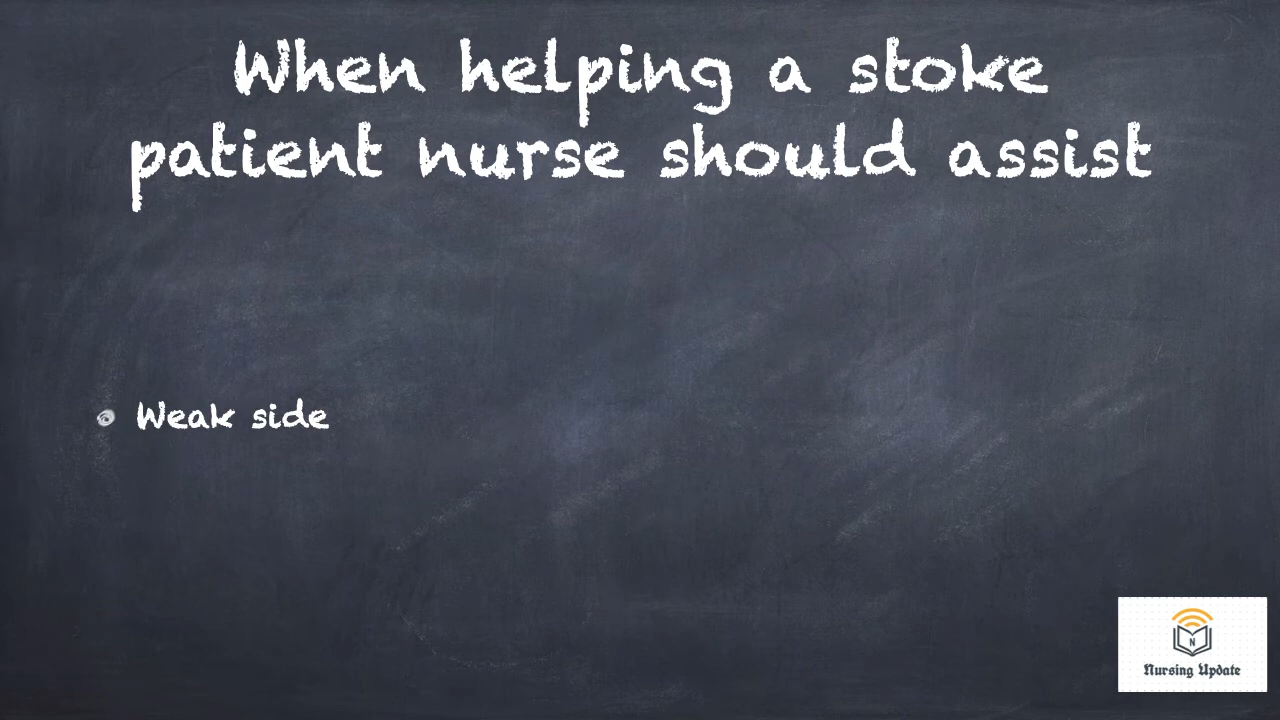 When helping a stoke
patient nurse should assist
Weak side
N
Nursing Update